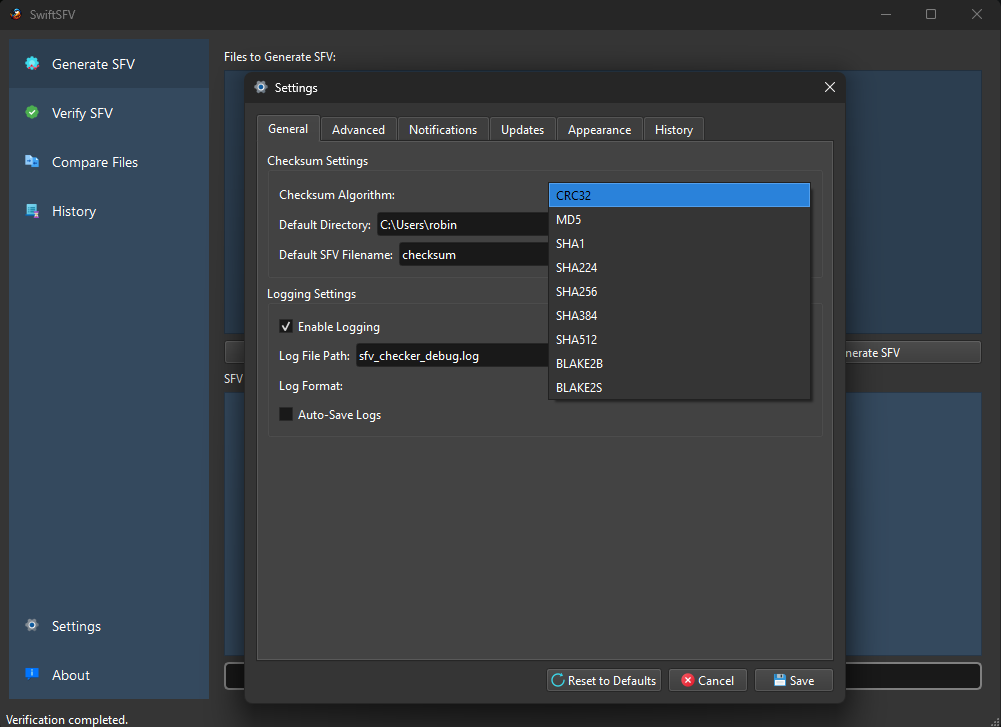 SwiftSFV
Generate SFV
Verify SFV
Compare Files
History
Settings
About
Verification completed.
Files to Generate SFV:
nerate SFV
SFV
Settings
General Advanced Notifications Updates Appearance History
Checksum Settings
Checksum Algorithm:
Default Directory: C:\Users\robin
Default SFV Filename: checksum
CRC32
MD5
SHA1
SHA224
SHA256
SHA384
SHA512
BLAKE2B
BLAKE2S
Logging Settings
Enable Logging
Log File Path: sfv_checker_debug.log
Log Format:
Auto-Save Logs
Reset to Defaults Cancel Save